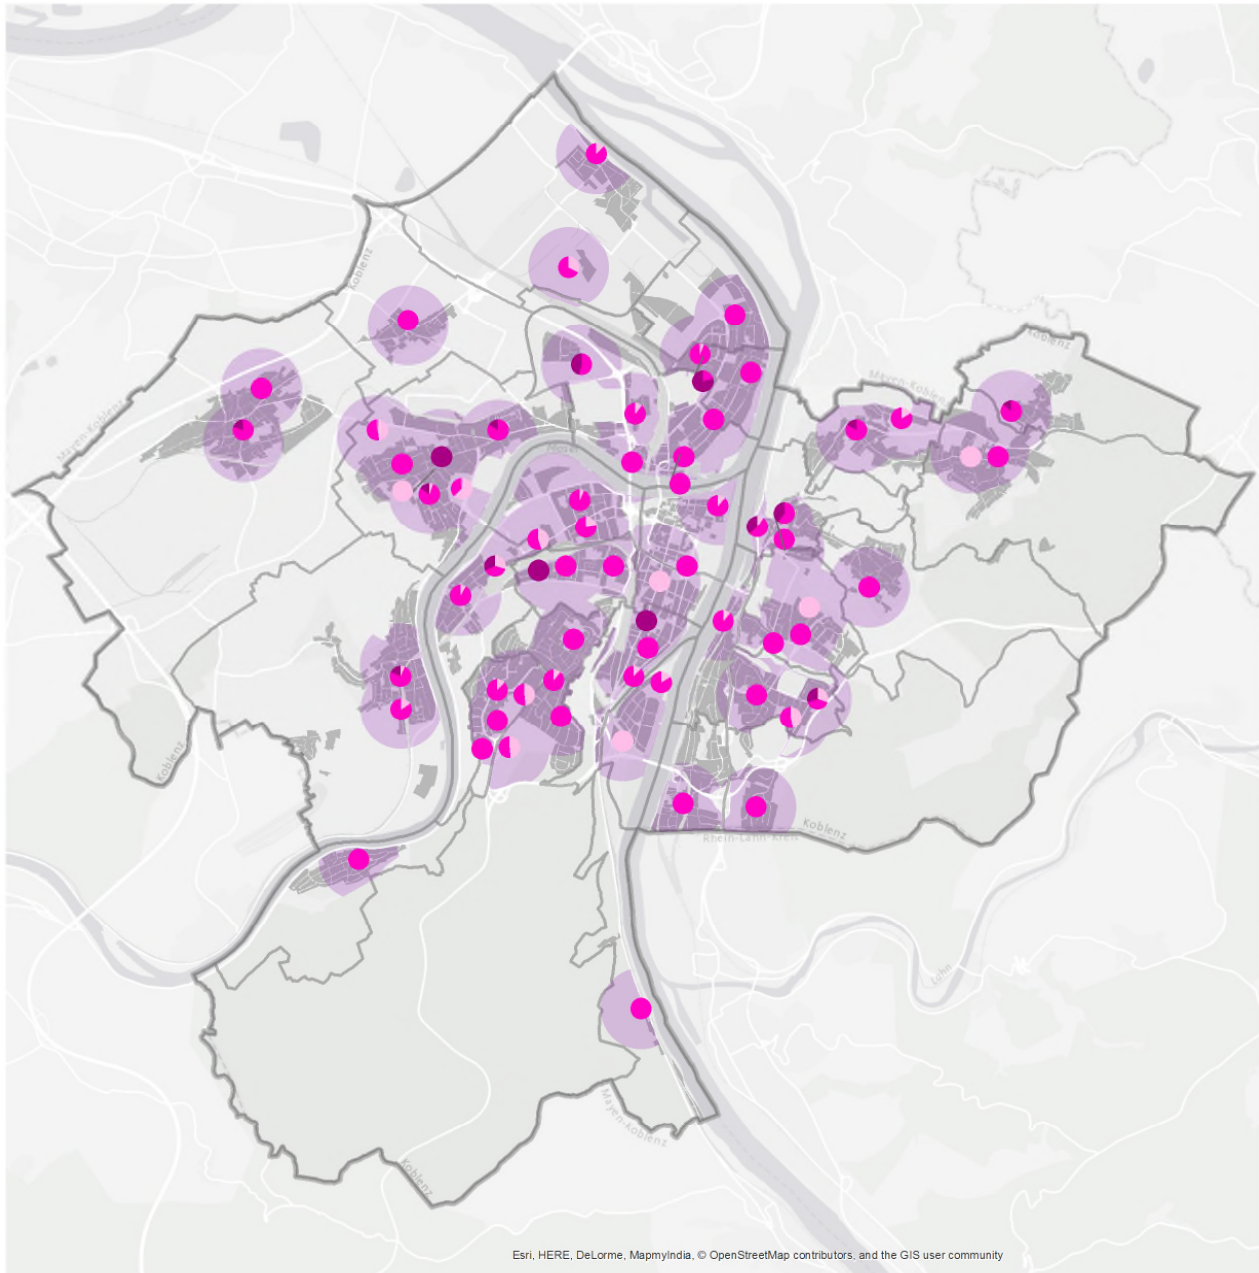 Koblenz
Koblenz
Mayen-Koblenz
Mayen-Koblenz
Mosel
Koblenz
Koblenz
Rhein-Lahn-Kreis
Lahn
Mayen-Koblenz
Koblenz
Esri, HERE, DeLorme, MapmyIndia, © OpenStreetMap contributors, and the GIS user community